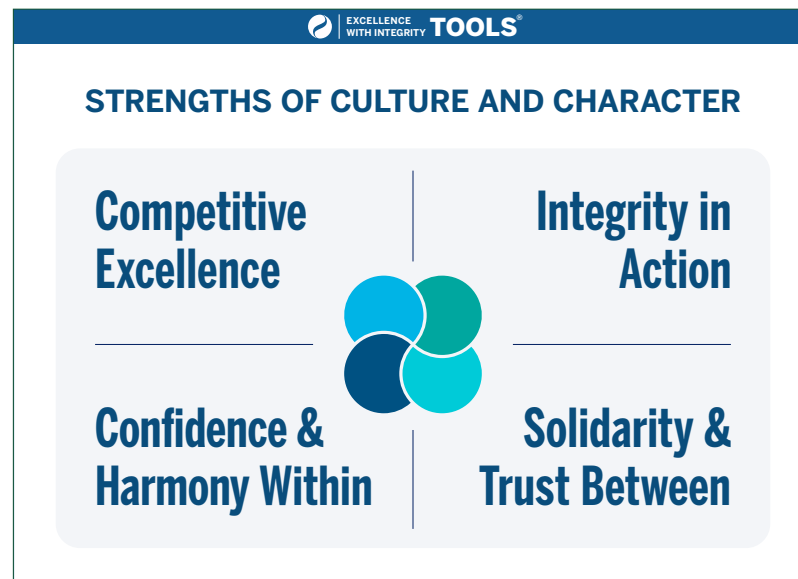 EXCELLENCE
WITH INTEGRITY TOOLS®
STRENGTHS OF CULTURE AND CHARACTER
Competitive
Excellence
Integrity in
Action
Confidence &
Harmony Within
Solidarity &
Trust Between